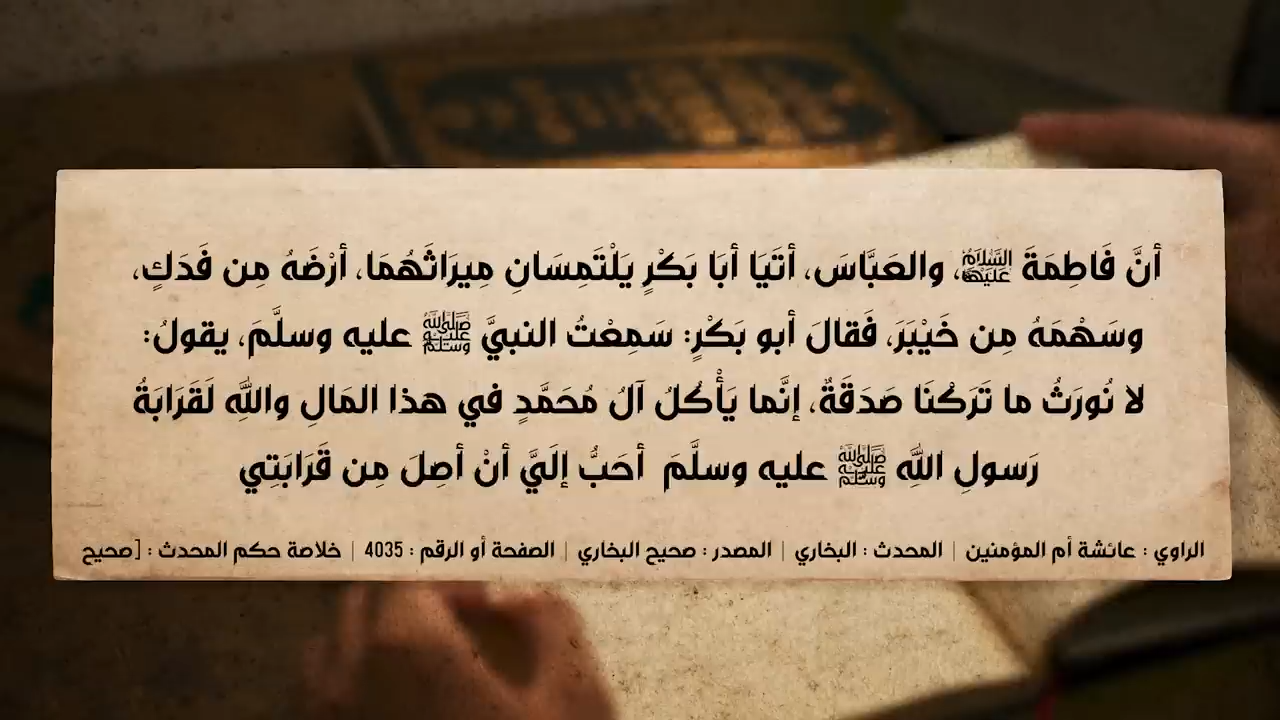 أنَّ فَاطِمَةَ عَلَيْهَا السَّلَامُ، والعَبَّاسَ، أتَيَا أبَا بَكْرٍ يَلْتَمِسَانِ مِيرَاثَهُما، أرْضَهُ مِن فَدَكٍ،
وسَهْمَهُ مِن خَيْبَرَ، فَقالَ أبو بَكْرٍ: سَمِعْتُ النبيَّ ﷺ عليه وسلَّمَ، يقولُ:
لا نُورَثُ ما تَرَكْنَا صَدَقَةٌ، إنَّما يَأْكُلُ آلُ مُحَمَّدٍ في هذا المَالِ واللَّهِ لَقَرَابَةُ
رَسولِ اللَّهِ ﷺ عليه وسلَّمَ أحَبُّ إلَيَّ أنْ أصِلَ مِن قَرَابَتِي
الراوي : عائشة أم المؤمنين | المحدث : البخاري | المصدر : صحيح البخاري | الصفحة أو الرقم : 4035 | خلاصة حكم المحدث : [صحيح